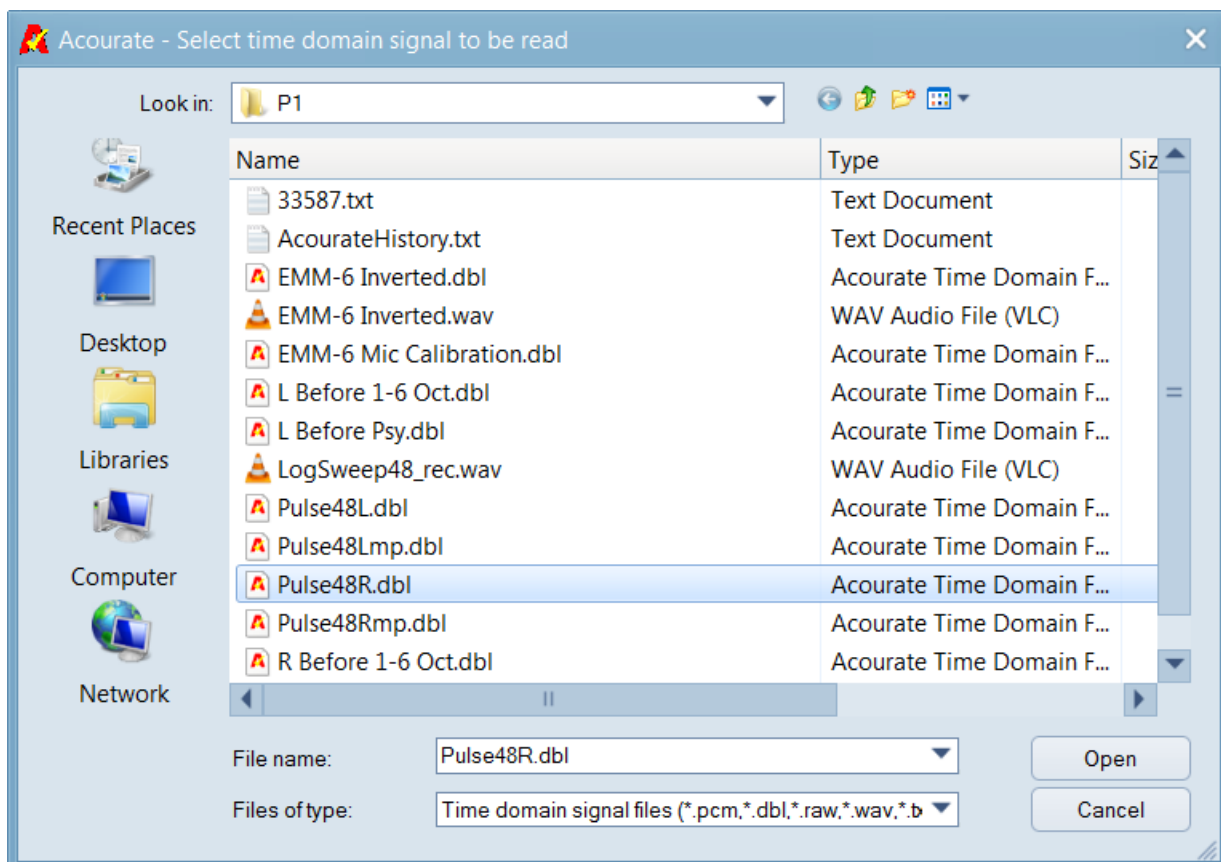 Acourate - Select time domain signal to be read
Look in: P1
Name Type Siz
33587.txt Text Document
AcourateHistory.txt Text Document
EMM-6 Inverted.dbl Acourate Time Domain F...
EMM-6 Inverted.wav WAV Audio File (VLC)
EMM-6 Mic Calibration.dbl Acourate Time Domain F...
L Before 1-6 Oct.dbl Acourate Time Domain F...
L Before Psy.dbl Acourate Time Domain F...
LogSweep48_rec.wav WAV Audio File (VLC)
Pulse48L.dbl Acourate Time Domain F...
Pulse48Lmp.dbl Acourate Time Domain F...
Pulse48R.dbl Acourate Time Domain F...
Pulse48Rmp.dbl Acourate Time Domain F...
R Before 1-6 Oct.dbl Acourate Time Domain F...
Recent Places
Desktop
Libraries
Computer
Network
File name: Pulse48R.dbl Open
Files of type: Time domain signal files (*.pcm,*.dbl,*.raw,*.wav,*.t Cancel